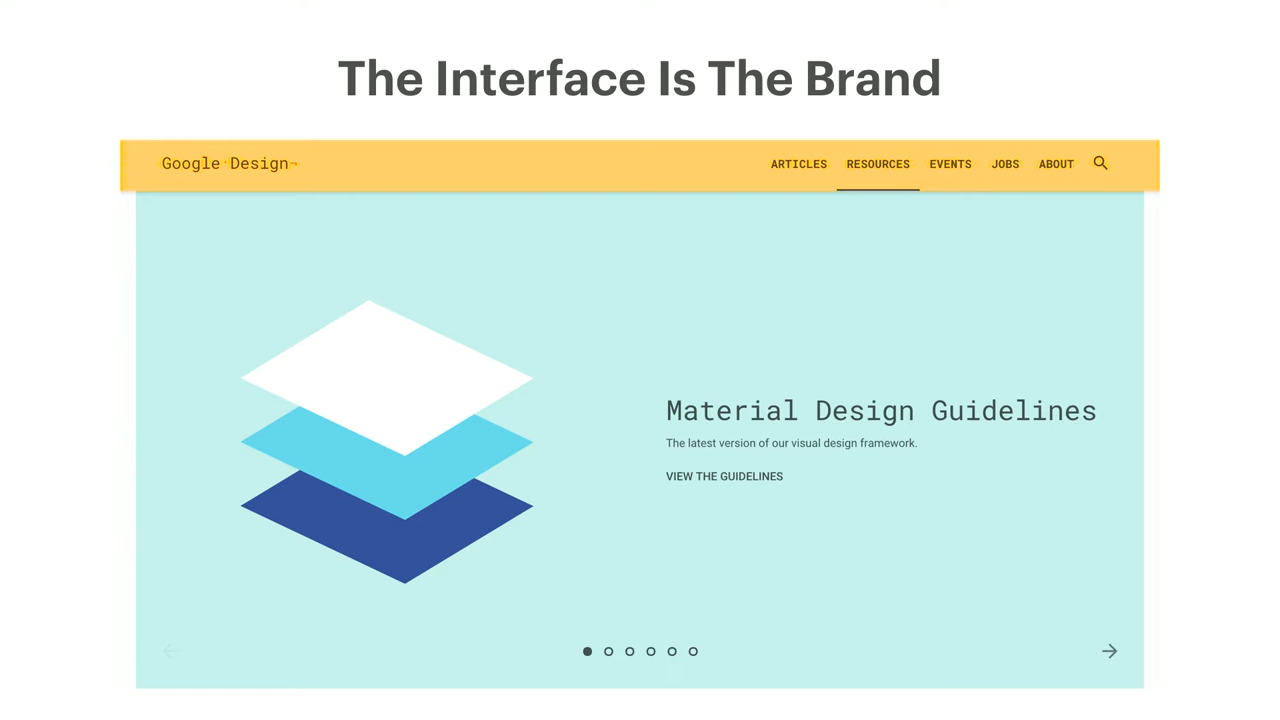 The Interface Is The Brand
Google Design¬
ARTICLES RESOURCES EVENTS JOBS ABOUT
Material Design Guidelines
The latest version of our visual design framework.
VIEW THE GUIDELINES